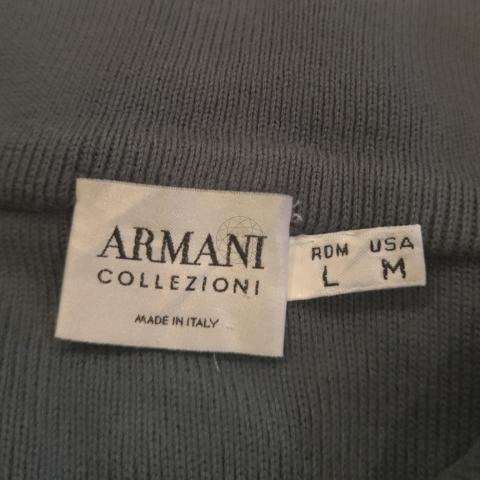 ARMANI
COLLEZIONI
MADE IN ITALY
RDM USA
L M